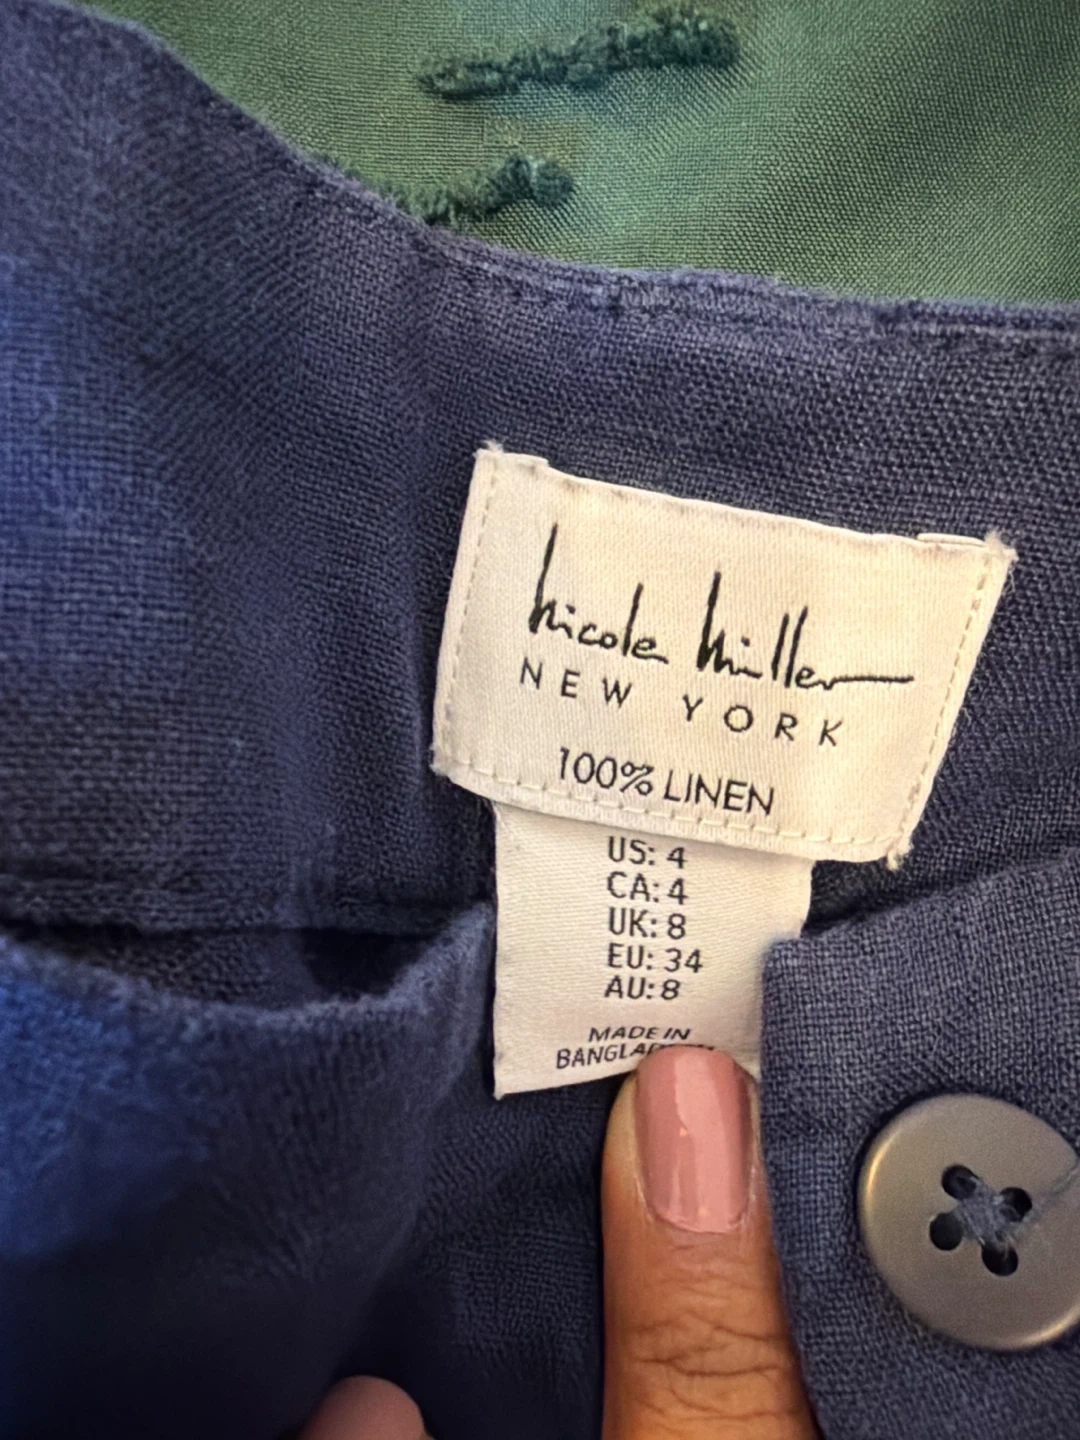 nicole miller
NEW YORK
100% LINEN
US: 4
CA: 4
UK: 8
EU: 34
AU: 8
MADE IN